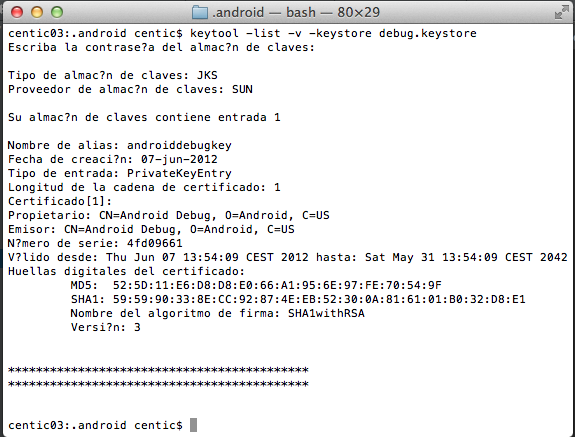 .android — bash — 80×29
centic03:.android centic$ keytool -list -v -keystore debug.keystore
Escriba la contrase?a del almac?n de claves:
Tipo de almac?n de claves: JKS
Proveedor de almac?n de claves: SUN
Su almac?n de claves contiene entrada 1
Nombre de alias: androiddebugkey
Fecha de creaci?n: 07-jun-2012
Tipo de entrada: PrivateKeyEntry
Longitud de la cadena de certificado: 1
Certificado[1]:
Propietario: CN=Android Debug, O=Android, C=US
Emisor: CN=Android Debug, O=Android, C=US
N?mero de serie: 4fd09661
V?lido desde: Thu Jun 07 13:54:09 CEST 2012 hasta: Sat May 31 13:54:09 CEST 2042
Huellas digitales del certificado:
MD5:  52:5D:11:E6:D8:D8:E0:66:A1:95:6E:97:FE:70:54:9F
SHA1: 59:59:90:33:8E:CC:92:87:4E:EB:52:30:0A:81:61:01:B0:32:D8:E1
Nombre del algoritmo de firma: SHA1withRSA
Versi?n: 3
*******************************************
*******************************************
centic03:.android centic$